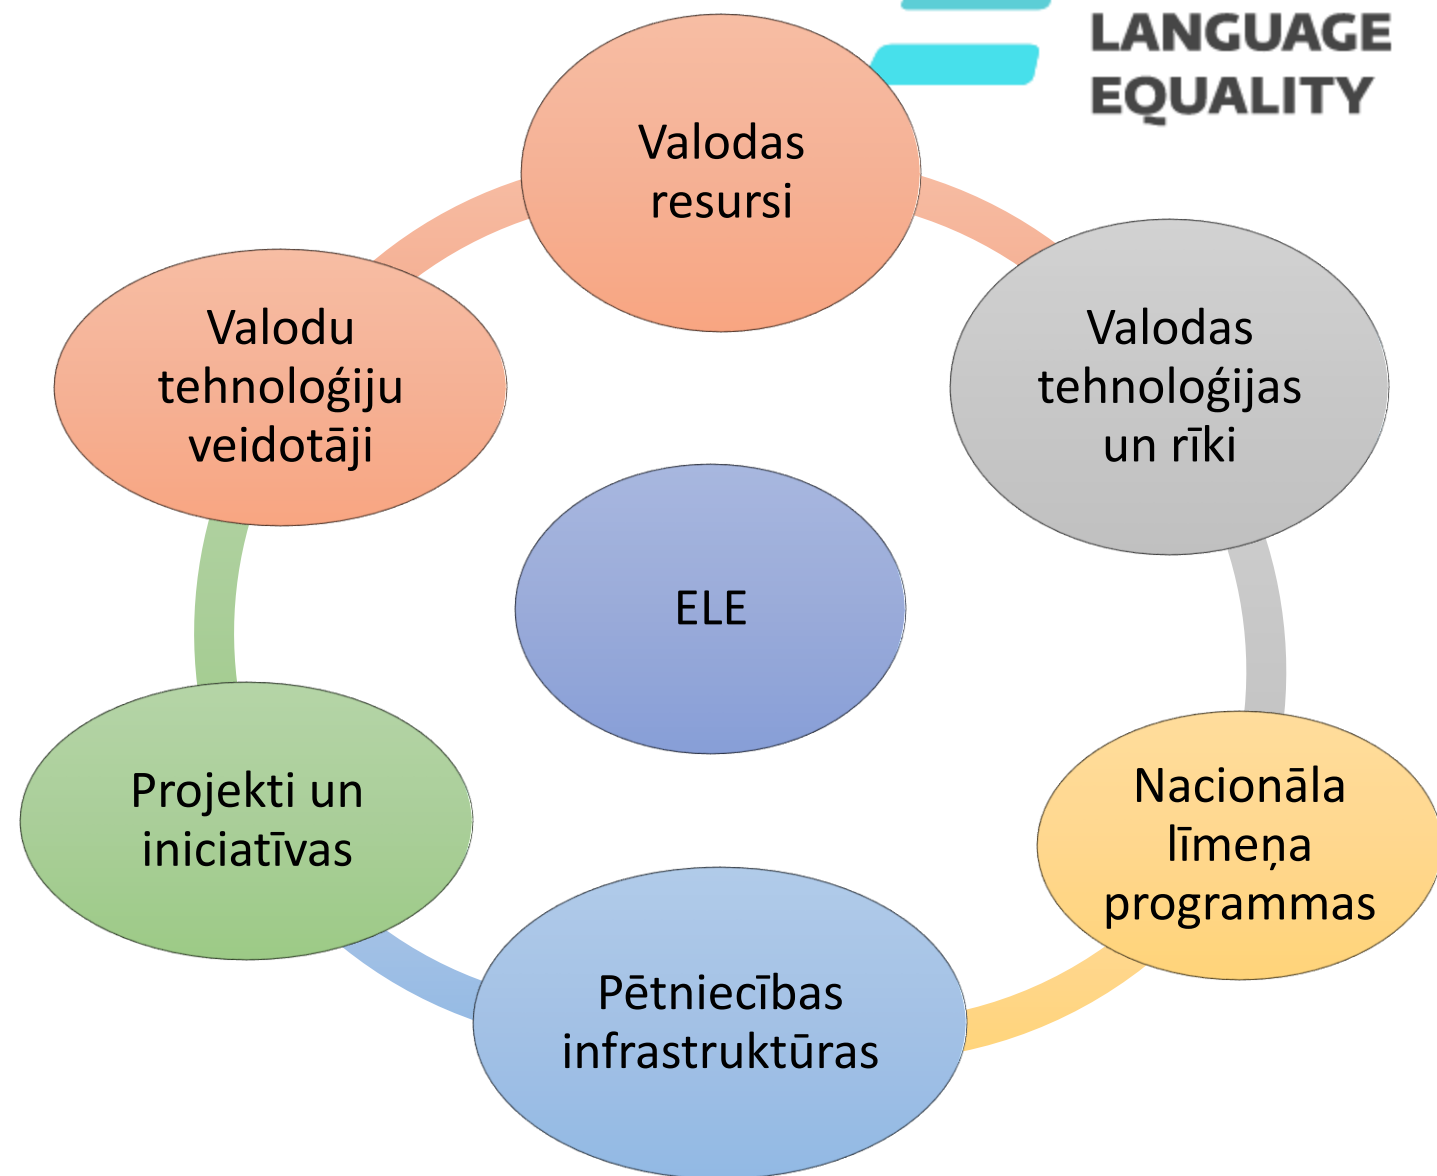 LANGUAGE
EQUALITY
Valodas
resursi
Valodas
tehnoloģijas
un rīki
Nacionāla
līmeņa
programmas
Pētniecības
infrastruktūras
Projekti un
iniciatīvas
Valodu
tehnoloģiju
veidotāji
ELE